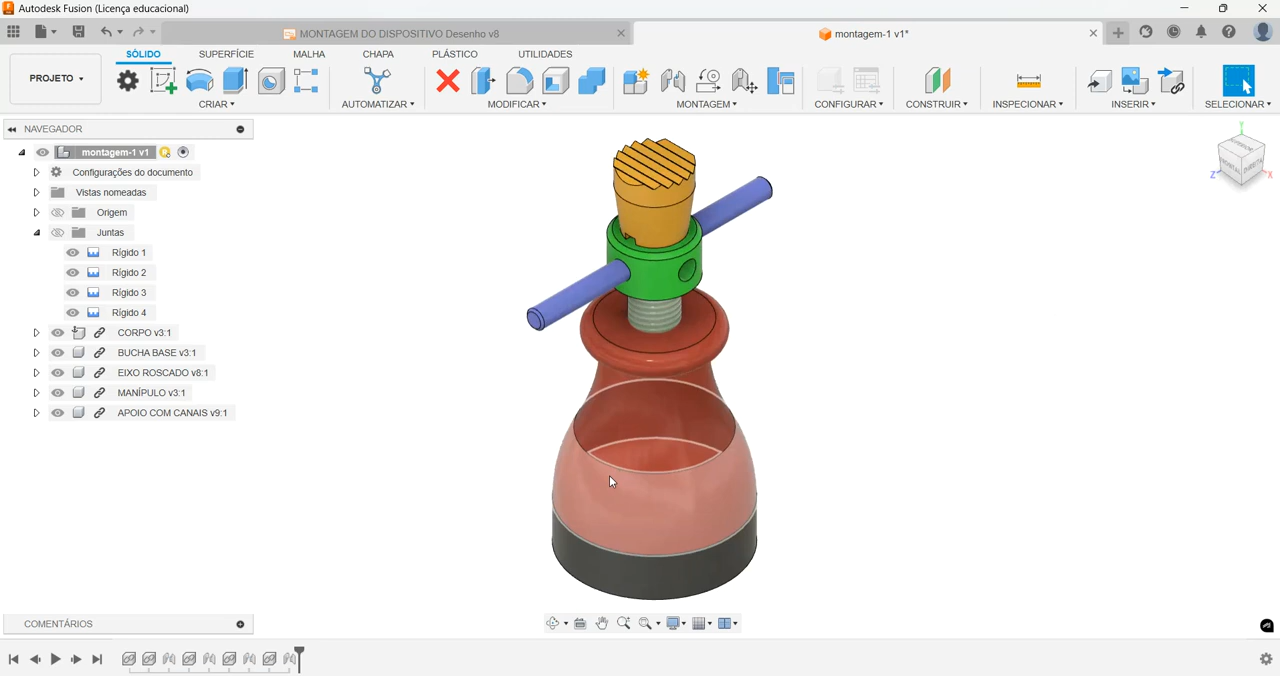 Autodesk Fusion (Licença educacional)
MONTAGEM DO DISPOSITIVO Desenho v8
montagem-1 v1*
SÓLIDO
SUPERFÍCIE
MALHA
CHAPA
PLÁSTICO
UTILIDADES
PROJETO
CRIAR
AUTOMATIZAR
MODIFICAR
MONTAGEM
CONFIGURAR
CONSTRUIR
INSPECIONAR
INSERIR
SELECIONAR
NAVEGADOR
montagem-1 v1
Configurações do documento
Vistas nomeadas
Origem
Juntas
Rígido 1
Rígido 2
Rígido 3
Rígido 4
CORPO v3:1
BUCHA BASE v3:1
EIXO ROSCADO v8:1
MANÍPULO v3:1
APOIO COM CANAIS v9:1
Y
SUPERIOR
FRONTAL
DIREITA
Z
X
COMENTÁRIOS